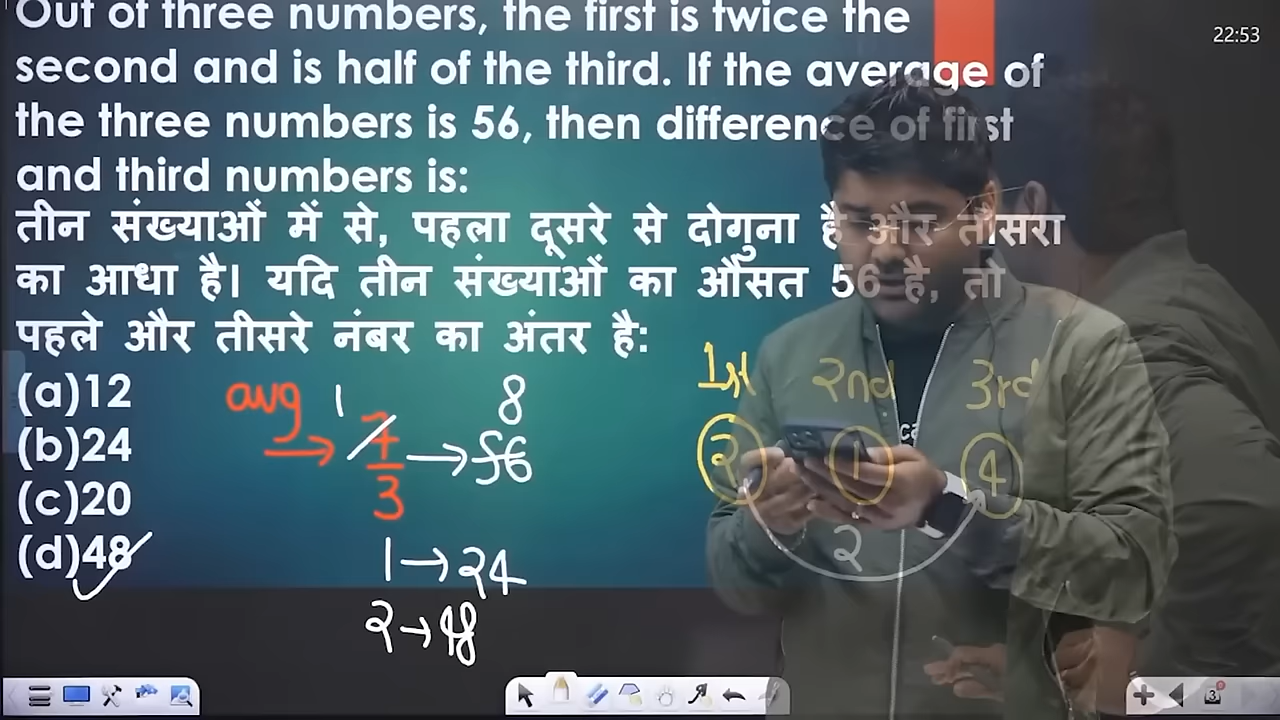 Out of three numbers, the first is twice the
second and is half of the third. If the average of
the three numbers is 56, then difference of first
and third numbers is:
तीन संख्याओं में से, पहला दूसरे से दोगुना है और तीसरा
का आधा है। यदि तीन संख्याओं का औसत 56 है, तो
पहले और तीसरे नंबर का अंतर है:
(a)12
(b)24
(c)20
(d)48
avg → 7/3 → 56
1 8
1 → 24
2 → 48
1st 2nd 3rd
2 1 4
2
22:53
3